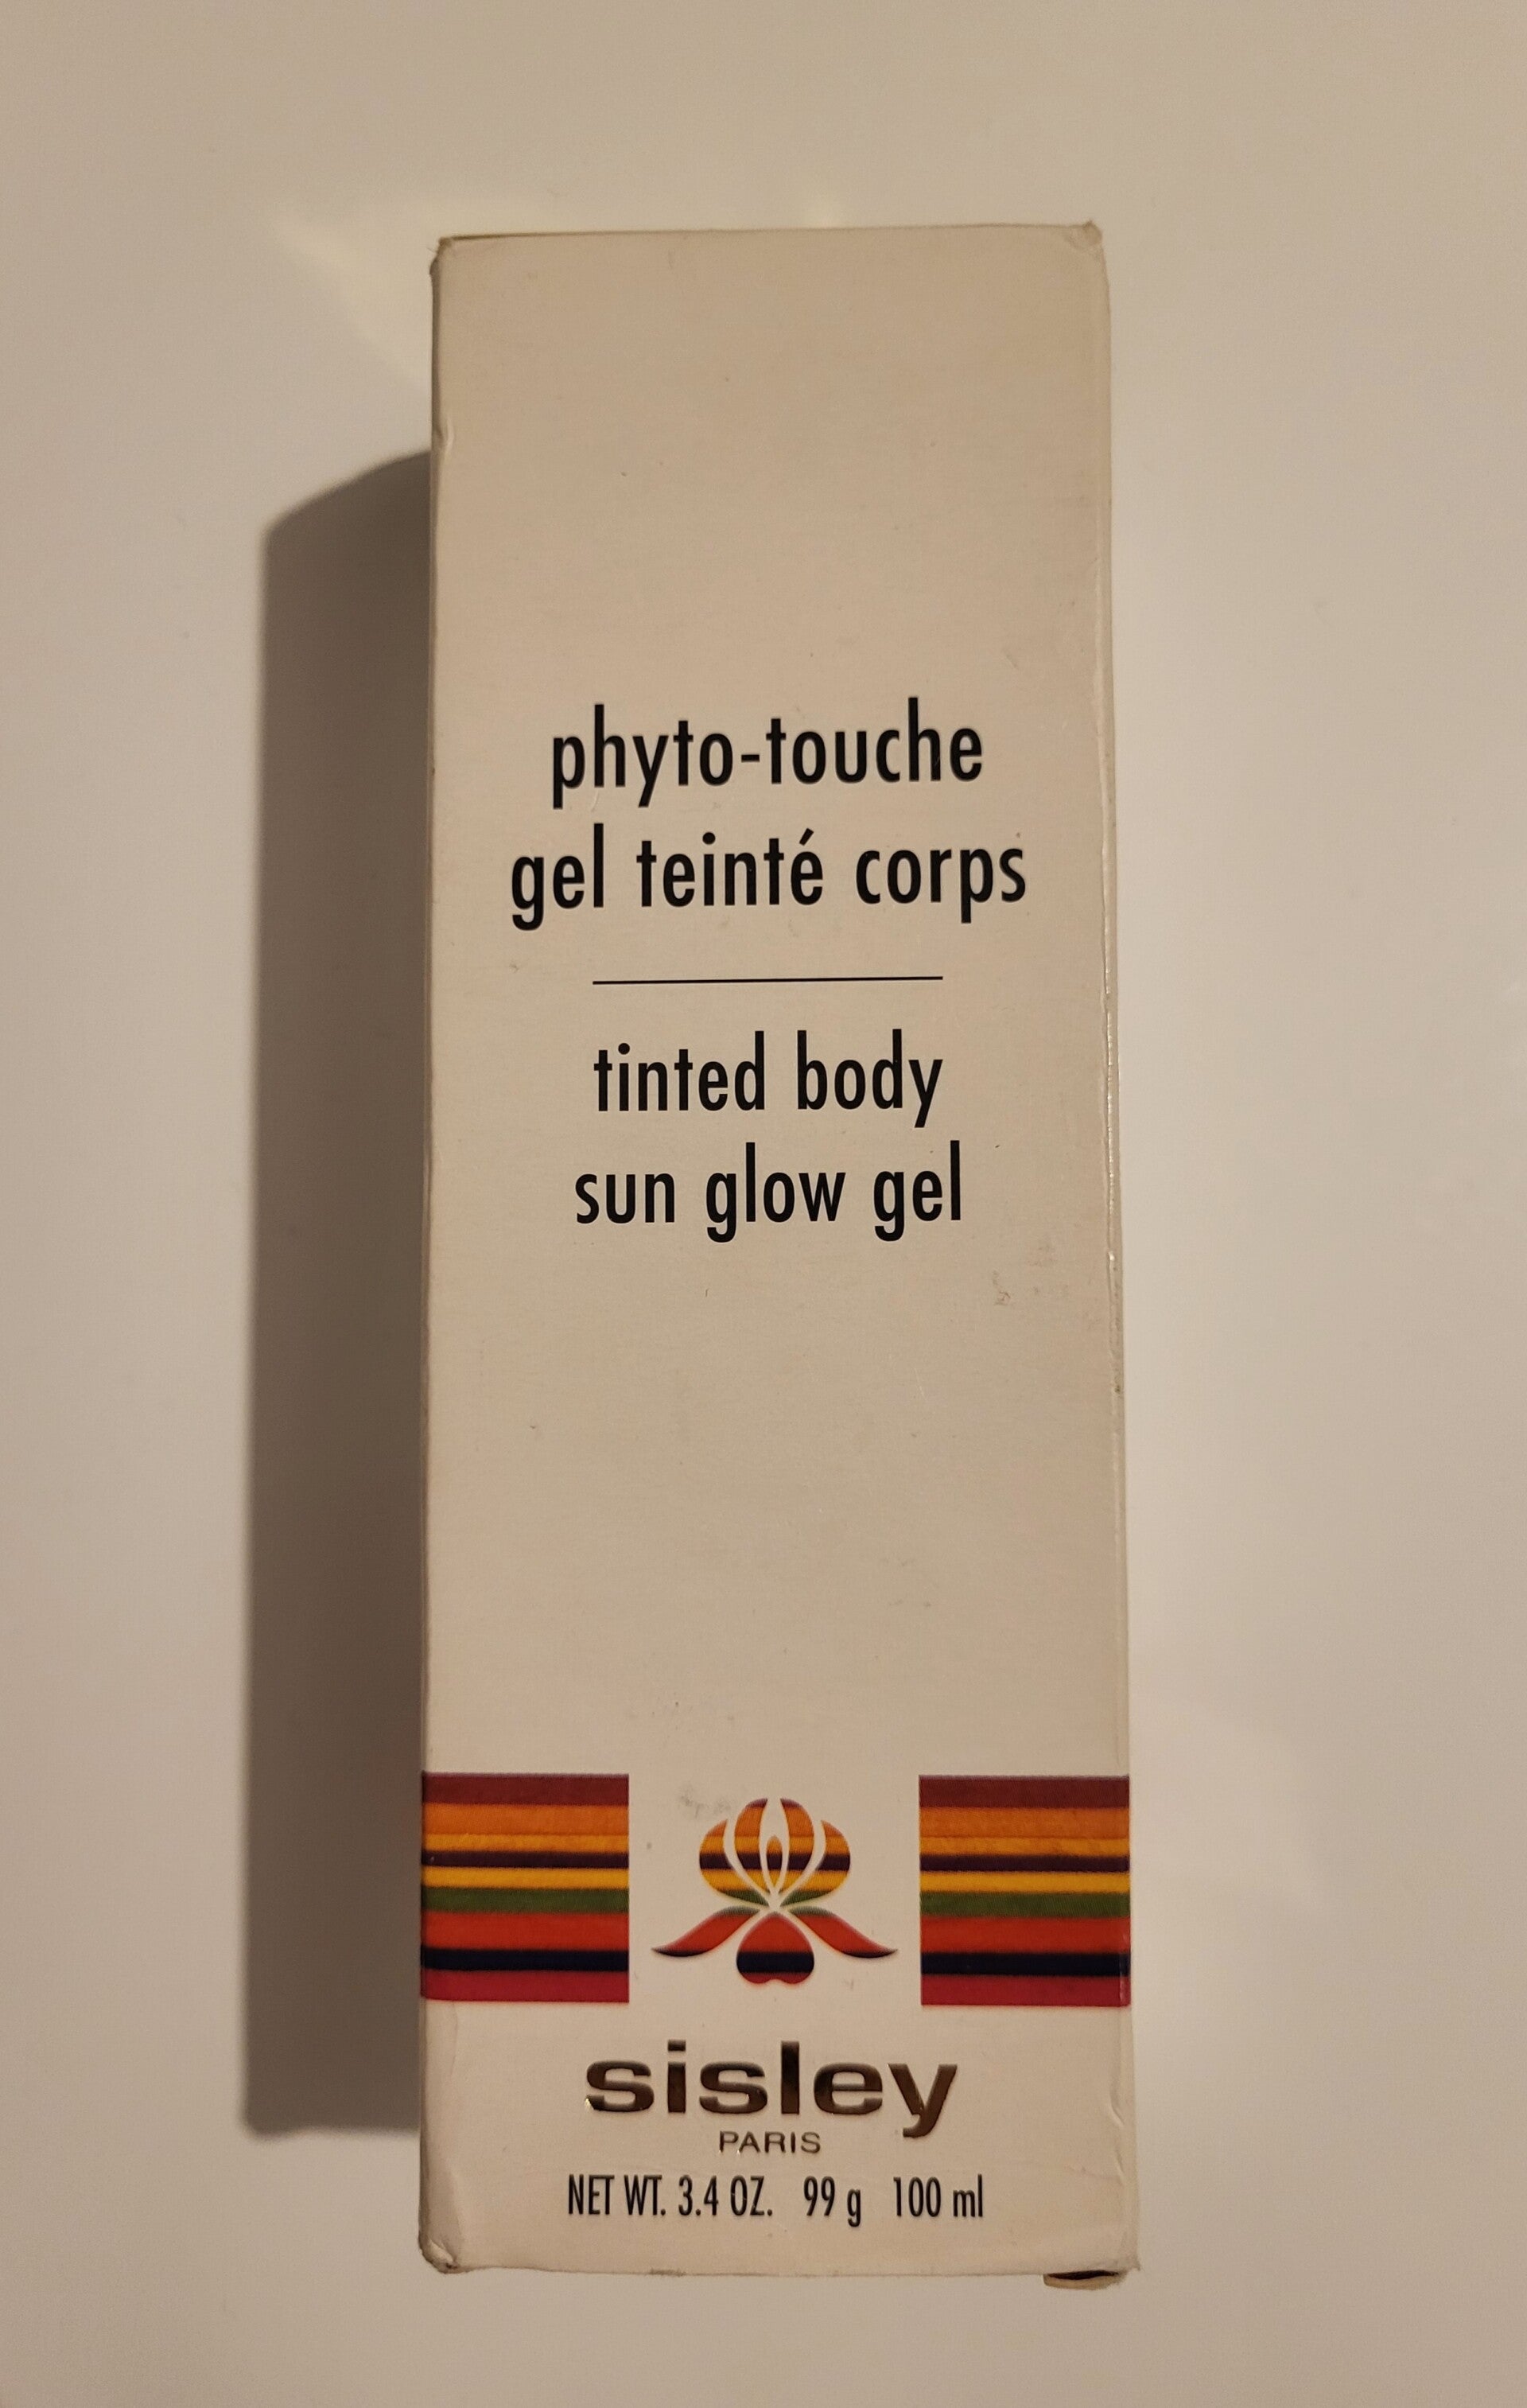 phyto-touche
gel teinté corps
tinted body
sun glow gel
sisley
PARIS
NET WT. 3.4 OZ. 99 g 100 ml